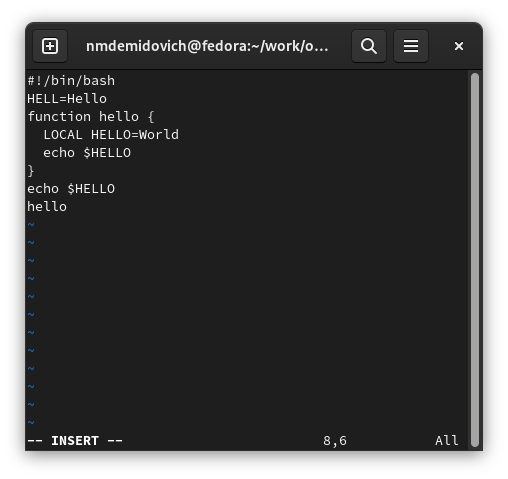 nmdemidovich@fedora:~/work/o...
#!/bin/bash
HELL=Hello
function hello {
  LOCAL HELLO=World
  echo $HELLO
}
echo $HELLO
hello
~
~
~
~
~
~
~
~
~
~
~
~
-- INSERT -- 8,6 All